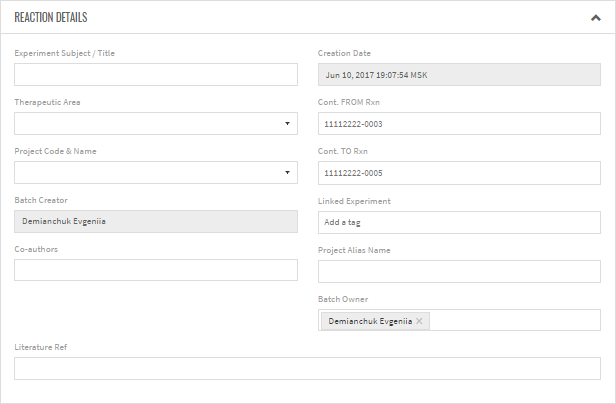 REACTION DETAILS
Experiment Subject / Title
Creation Date
Jun 10, 2017 19:07:54 MSK
Therapeutic Area
Cont. FROM Rxn
11112222-0003
Project Code & Name
Cont. TO Rxn
11112222-0005
Batch Creator
Demianchuk Evgeniia
Linked Experiment
Add a tag
Co-authors
Project Alias Name
Batch Owner
Demianchuk Evgeniia ×
Literature Ref